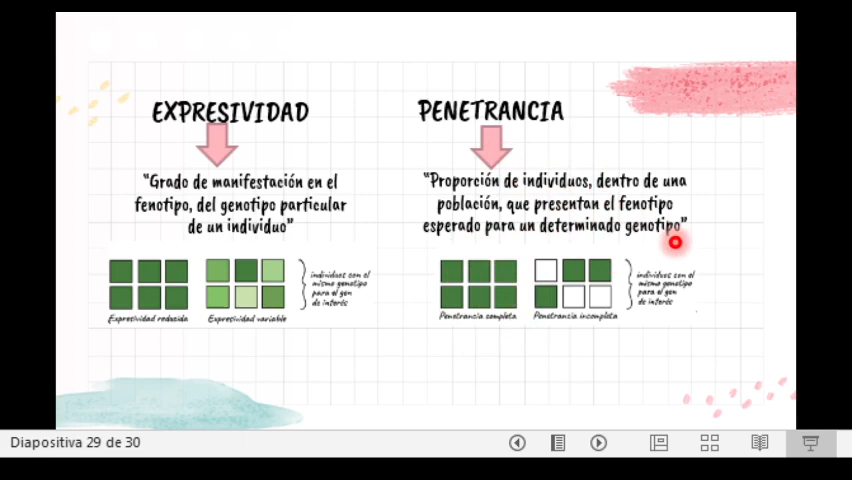 EXPRESIVIDAD
"Grado de manifestación en el
fenotipo, del genotipo particular
de un individuo"
individuos con el
mismo genotipo
para el gen
de interés
Expresividad reducida
Expresividad variable
PENETRANCIA
"Proporción de individuos, dentro de una
población, que presentan el fenotipo
esperado para un determinado genotipo"
individuos con el
mismo genotipo
para el gen
de interés
Penetrancia completa
Penetrancia incompleta
Diapositiva 29 de 30